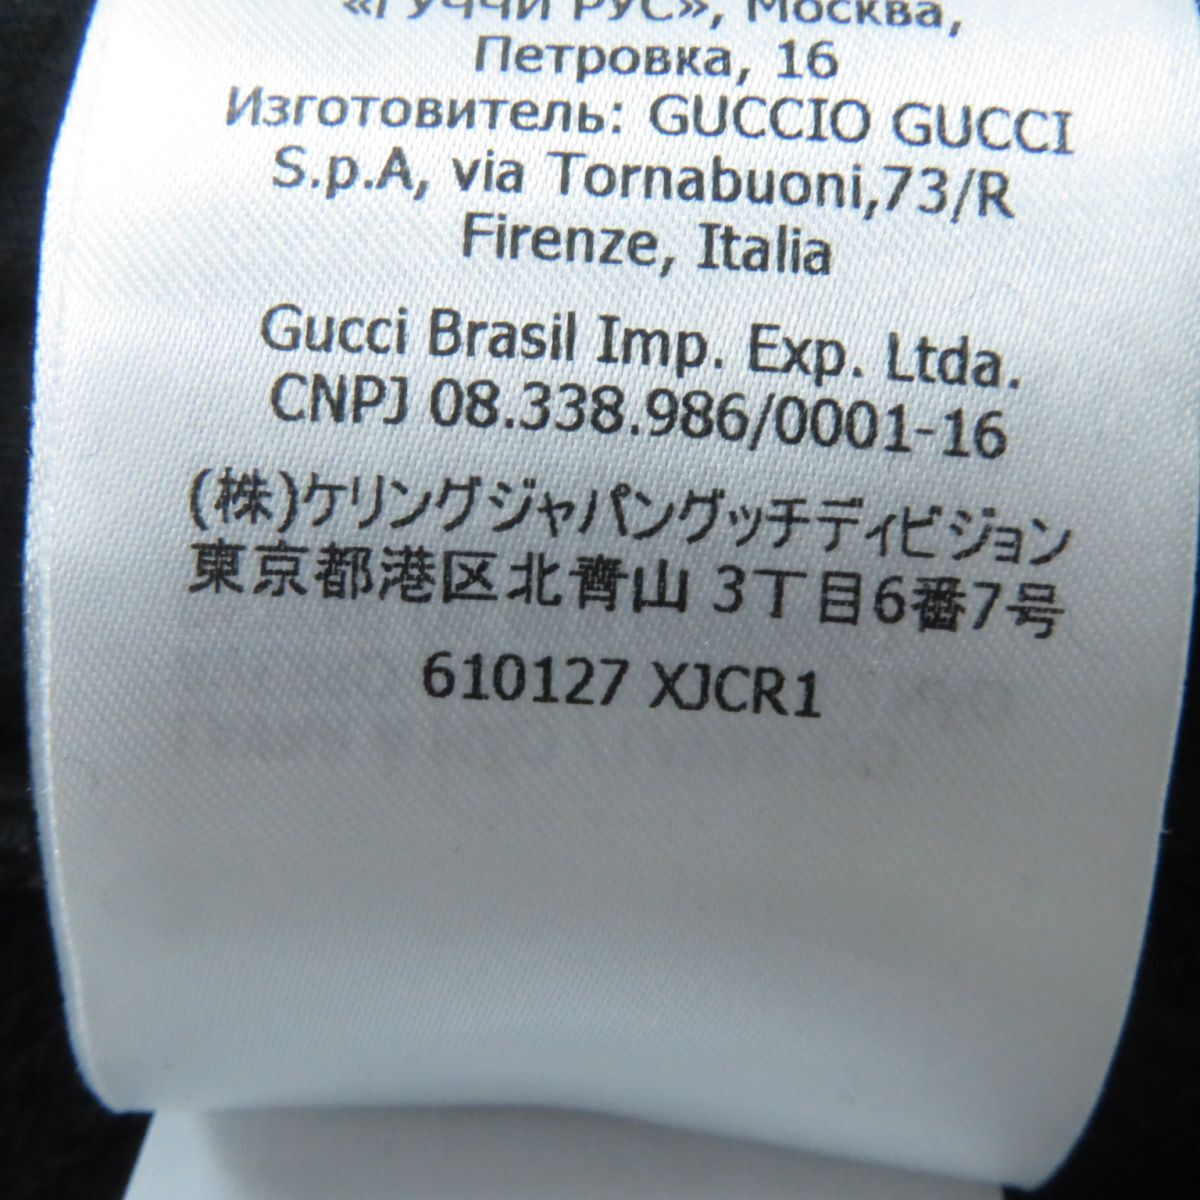 «ГУЧЧИ РУС», Москва,
Петровка, 16
Изготовитель: GUCCIO GUCCI
S.p.A, via Tornabuoni,73/R
Firenze, Italia
Gucci Brasil Imp. Exp. Ltda.
CNPJ 08.338.986/0001-16
(株)ケリングジャパングッチディビジョン
東京都港区北青山 3丁目6番7号
610127 XJCR1